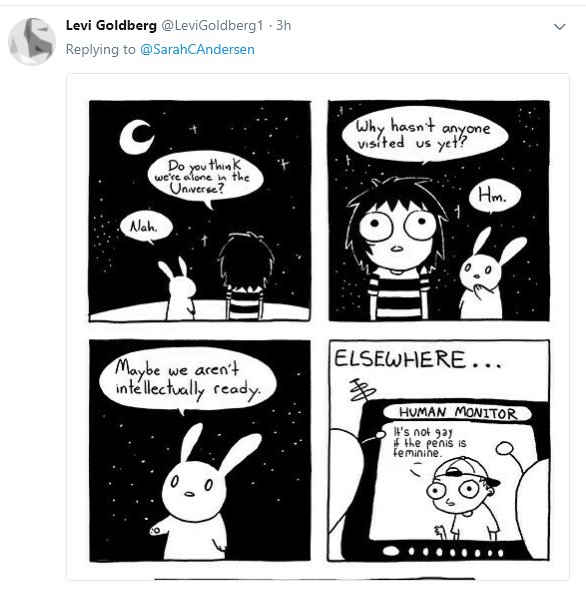 Levi Goldberg @LeviGoldberg1 · 3h
Replying to @SarahCAndersen
Do you think
we're alone in the
Universe?
Nah.
Why hasn't anyone
visited us yet?
Hm.
Maybe we aren't
intellectually ready.
ELSEWHERE...
HUMAN MONITOR
It's not gay
if the penis is
feminine.